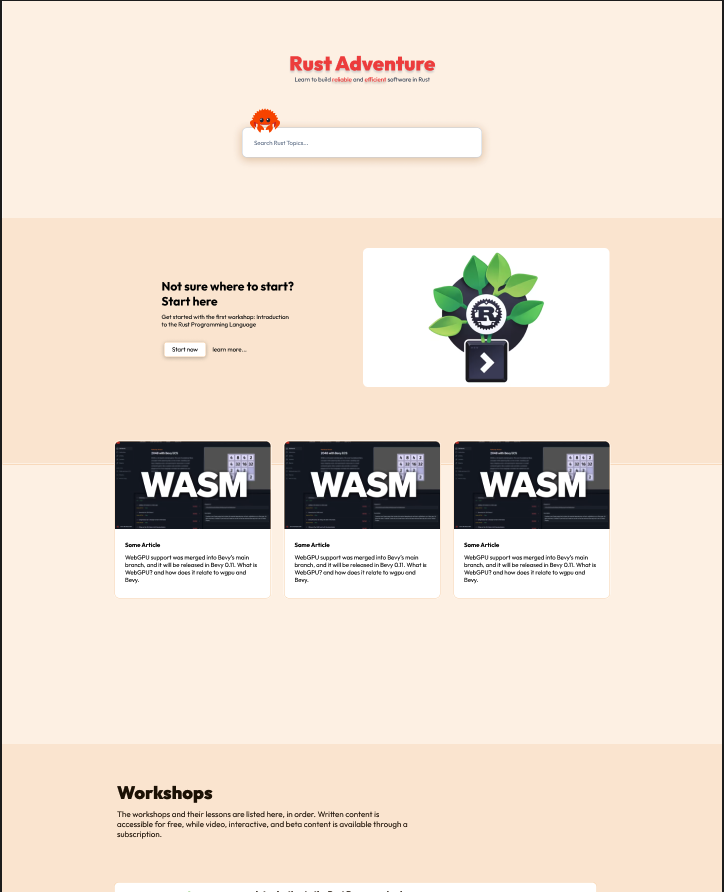 Rust Adventure
Learn to build reliable and efficient software in Rust
Search Rust Topics...
Not sure where to start?
Start here
Get started with the first workshop: Introduction
to the Rust Programming Language
Start now learn more...
R
WASM
WASM
WASM
Some Article
WebGPU support was merged into Bevy's main
branch, and it will be released in Bevy 0.11. What is
WebGPU? and how does it relate to wgpu and
Bevy.
Some Article
WebGPU support was merged into Bevy's main
branch, and it will be released in Bevy 0.11. What is
WebGPU? and how does it relate to wgpu and
Bevy.
Some Article
WebGPU support was merged into Bevy's main
branch, and it will be released in Bevy 0.11. What is
WebGPU? and how does it relate to wgpu and
Bevy.
Workshops
The workshops and their lessons are listed here, in order. Written content is
accessible for free, while video, interactive, and beta content is available through a
subscription.